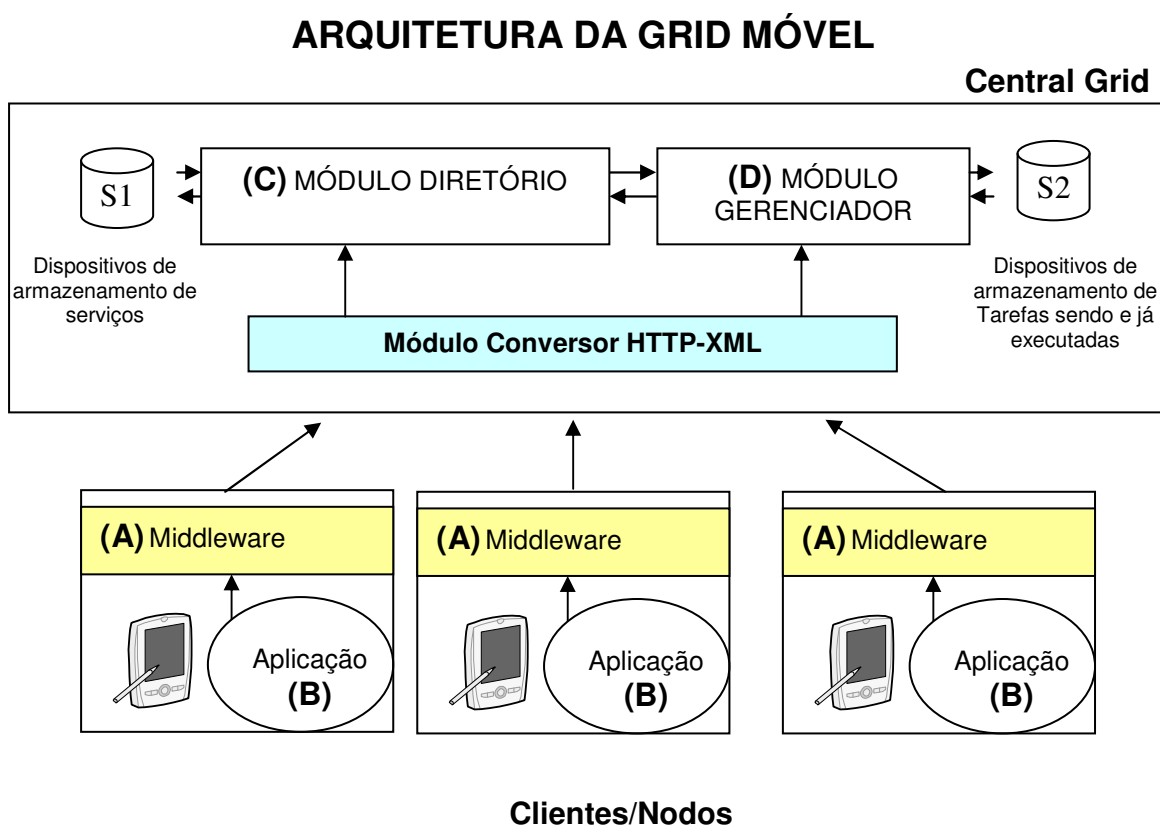 ARQUITETURA DA GRID MÓVEL
Central Grid
S1
(C) MÓDULO DIRETÓRIO
(D) MÓDULO
GERENCIADOR
S2
Dispositivos de
armazenamento de
serviços
Dispositivos de
armazenamento de
Tarefas sendo e já
executadas
Módulo Conversor HTTP-XML
(A) Middleware
(A) Middleware
(A) Middleware
Aplicação
(B)
Aplicação
(B)
Aplicação
(B)
Clientes/Nodos